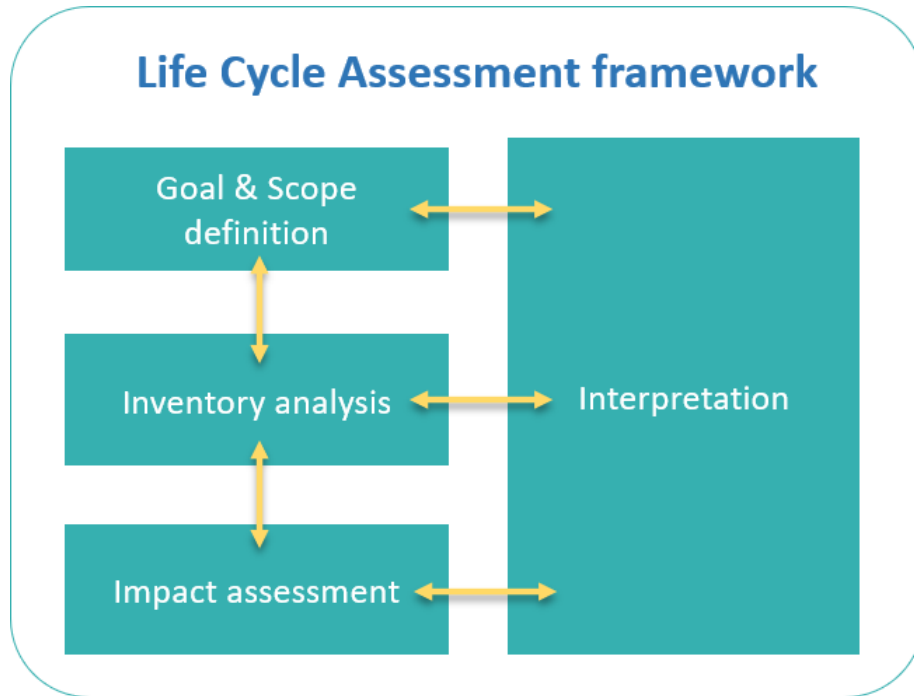 Life Cycle Assessment framework
Goal & Scope
definition
Inventory analysis
Interpretation
Impact assessment